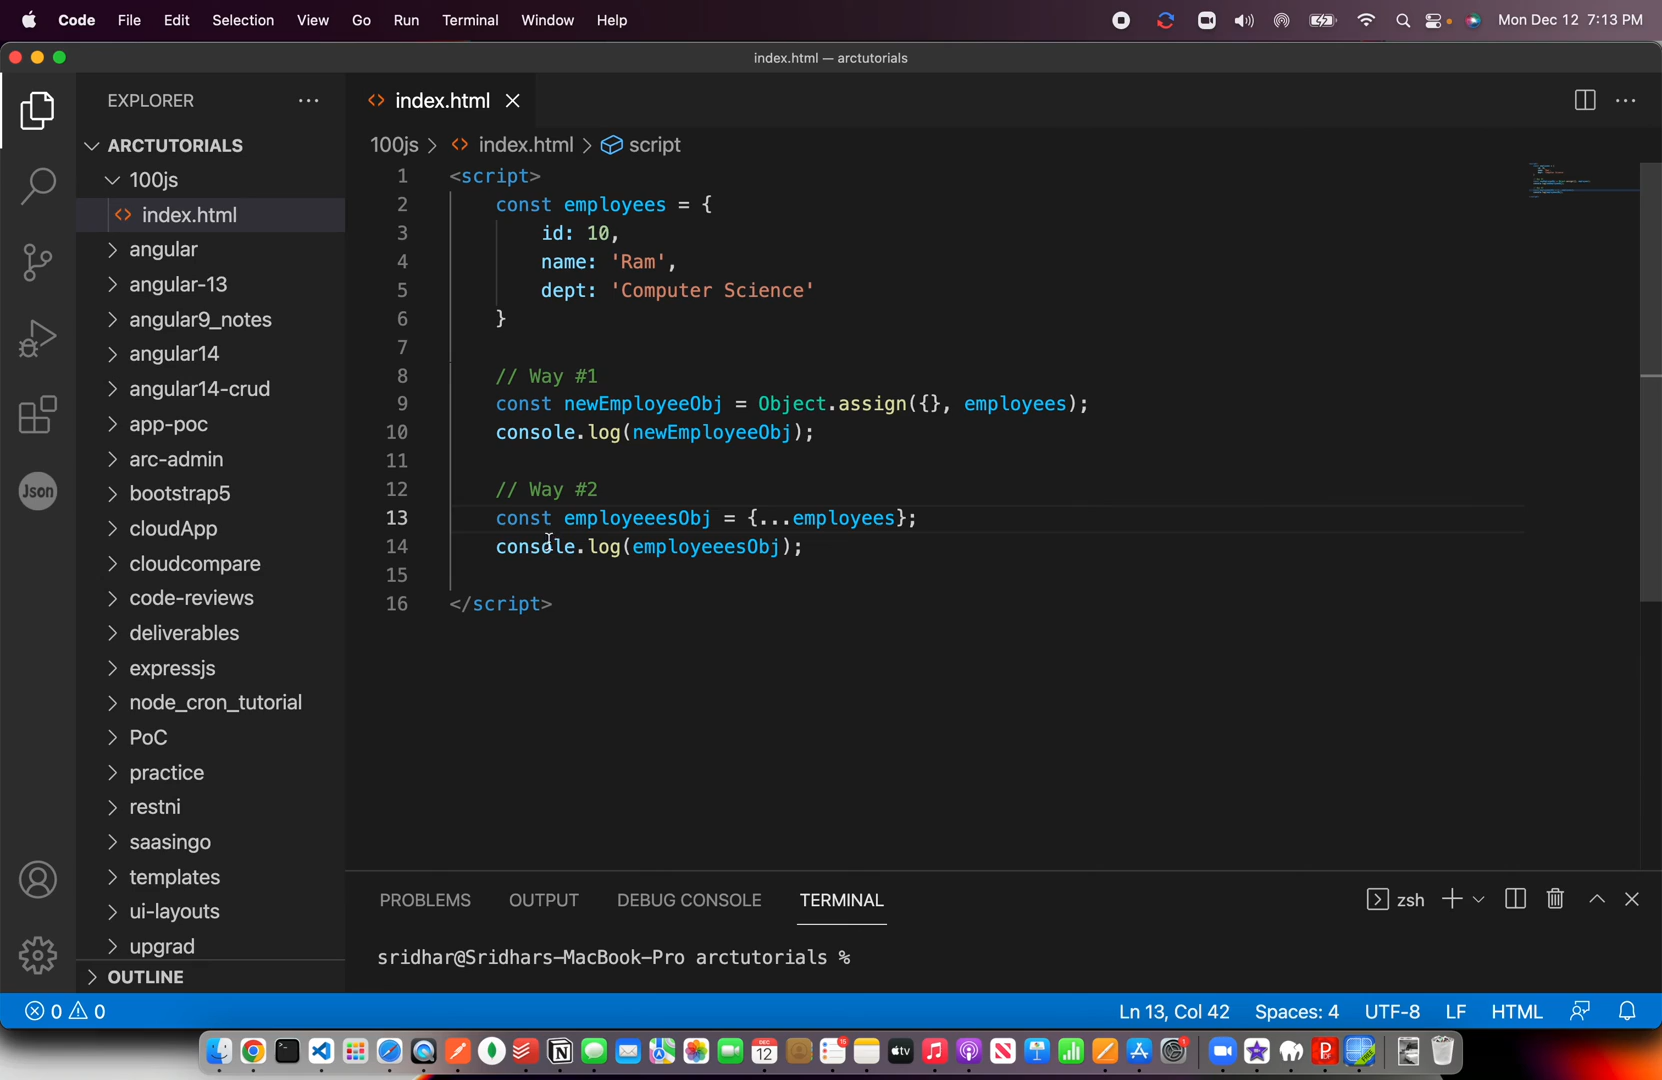 Code File Edit Selection View Go Run Terminal Window Help Mon Dec 12 7:13 PM
index.html — arctutorials
EXPLORER
index.html
ARCTUTORIALS
100js
index.html
angular
angular-13
angular9_notes
angular14
angular14-crud
app-poc
arc-admin
bootstrap5
cloudApp
cloudcompare
code-reviews
deliverables
expressjs
node_cron_tutorial
PoC
practice
restni
saasingo
templates
ui-layouts
upgrad
OUTLINE
Json
100js > index.html > script
1 <script>
2 const employees = {
3 id: 10,
4 name: 'Ram',
5 dept: 'Computer Science'
6 }
7
8 // Way #1
9 const newEmployeeObj = Object.assign({}, employees);
10 console.log(newEmployeeObj);
11
12 // Way #2
13 const employeeesObj = {...employees};
14 console.log(employeeesObj);
15
16 </script>
PROBLEMS OUTPUT DEBUG CONSOLE TERMINAL zsh
sridhar@Sridhars-MacBook-Pro arctutorials %
0 0 Ln 13, Col 42 Spaces: 4 UTF-8 LF HTML